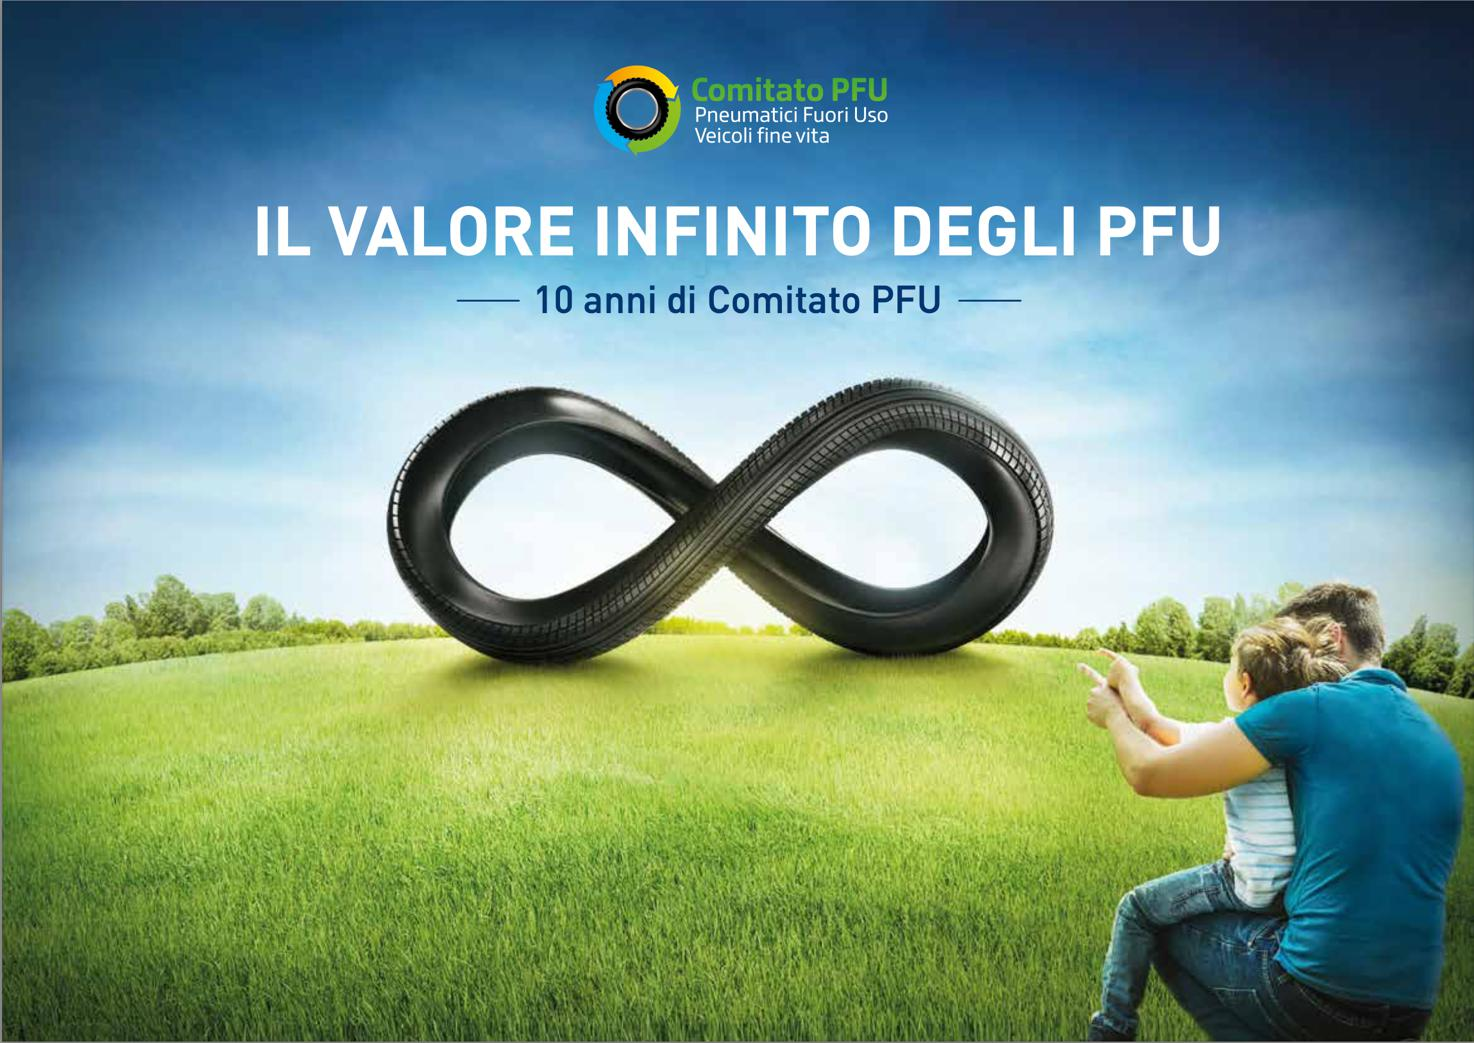 Comitato PFU
Pneumatici Fuori Uso
Veicoli fine vita
IL VALORE INFINITO DEGLI PFU
10 anni di Comitato PFU